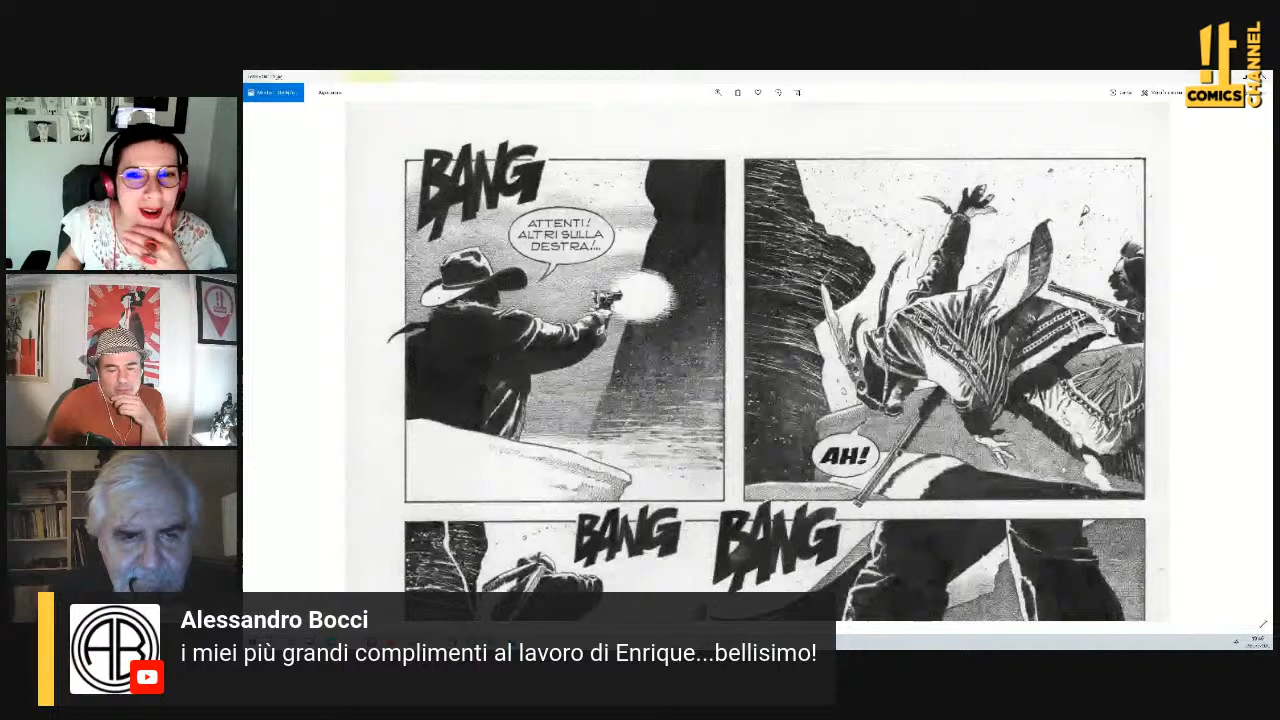 !t
COMICS
CHANNEL
BANG
ATTENTI!
ALTRI SULLA
DESTRA!...
AH!
BANG
BANG
AB
Alessandro Bocci
i miei più grandi complimenti al lavoro di Enrique...bellisimo!